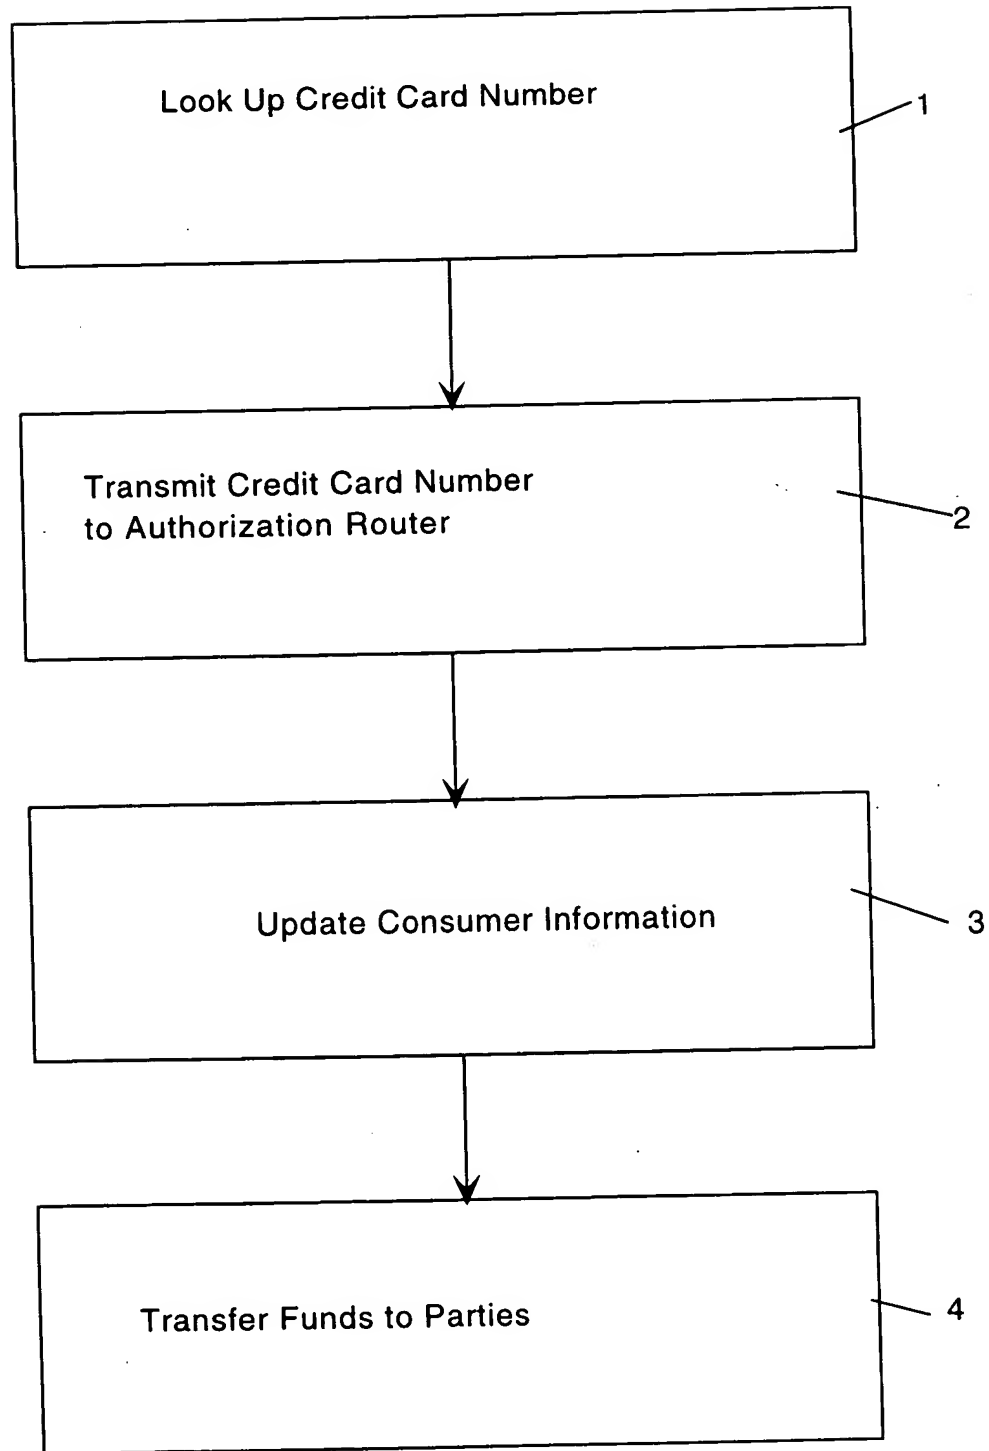 Look Up Credit Card Number
1
Transmit Credit Card Number
to Authorization Router
2
Update Consumer Information
3
Transfer Funds to Parties
4